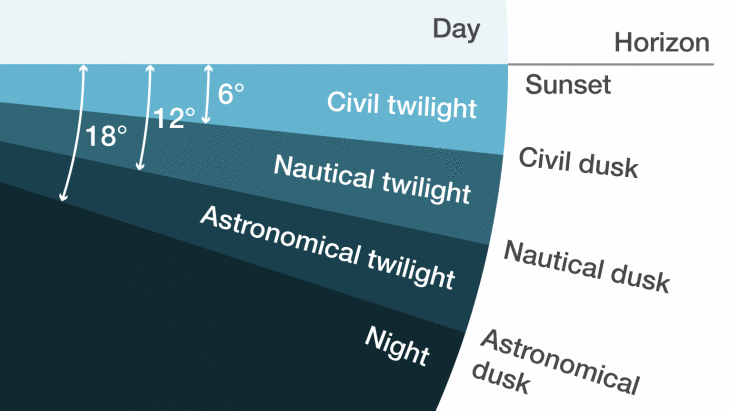 Day
Horizon
Sunset
6°
Civil twilight
12°
18°
Civil dusk
Nautical twilight
Nautical dusk
Astronomical twilight
Night
Astronomical
dusk